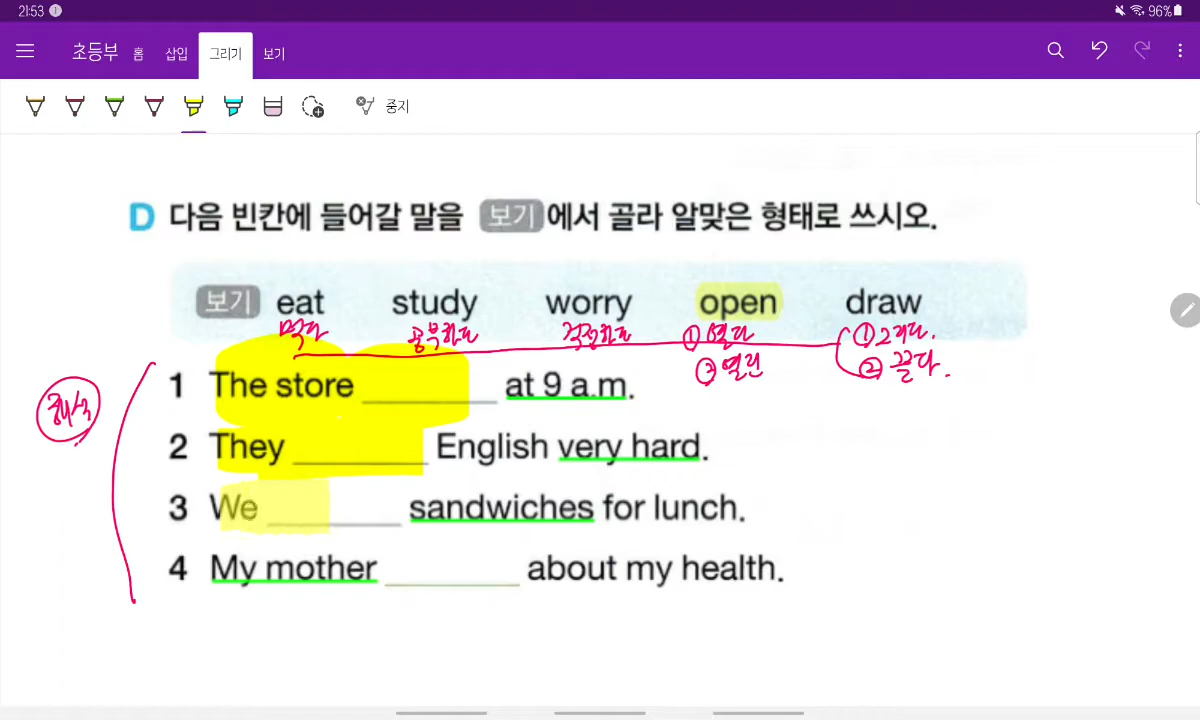 21:53 96%
초등부 홈 삽입 그리기 보기
중지
D 다음 빈칸에 들어갈 말을 보기 에서 골라 알맞은 형태로 쓰시오.
보기 eat study worry open draw
먹다 공부하다 걱정하다 ① 열다 ① 그리다.
② 열린 ② 끌다.
해석
1 The store ________ at 9 a.m.
2 They ________ English very hard.
3 We ________ sandwiches for lunch.
4 My mother ________ about my health.